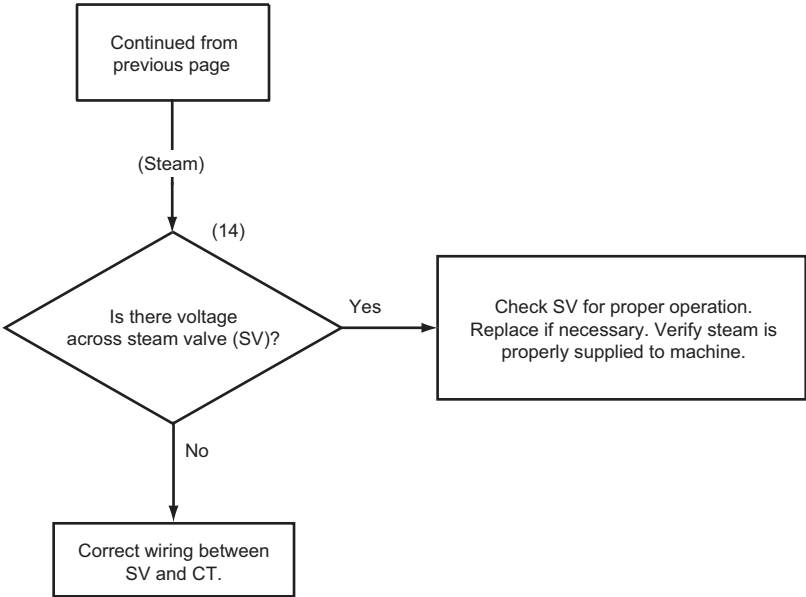 Continued from
previous page
(Steam)
(14)
Is there voltage
across steam valve (SV)?
Yes
Check SV for proper operation.
Replace if necessary. Verify steam is
properly supplied to machine.
No
Correct wiring between
SV and CT.